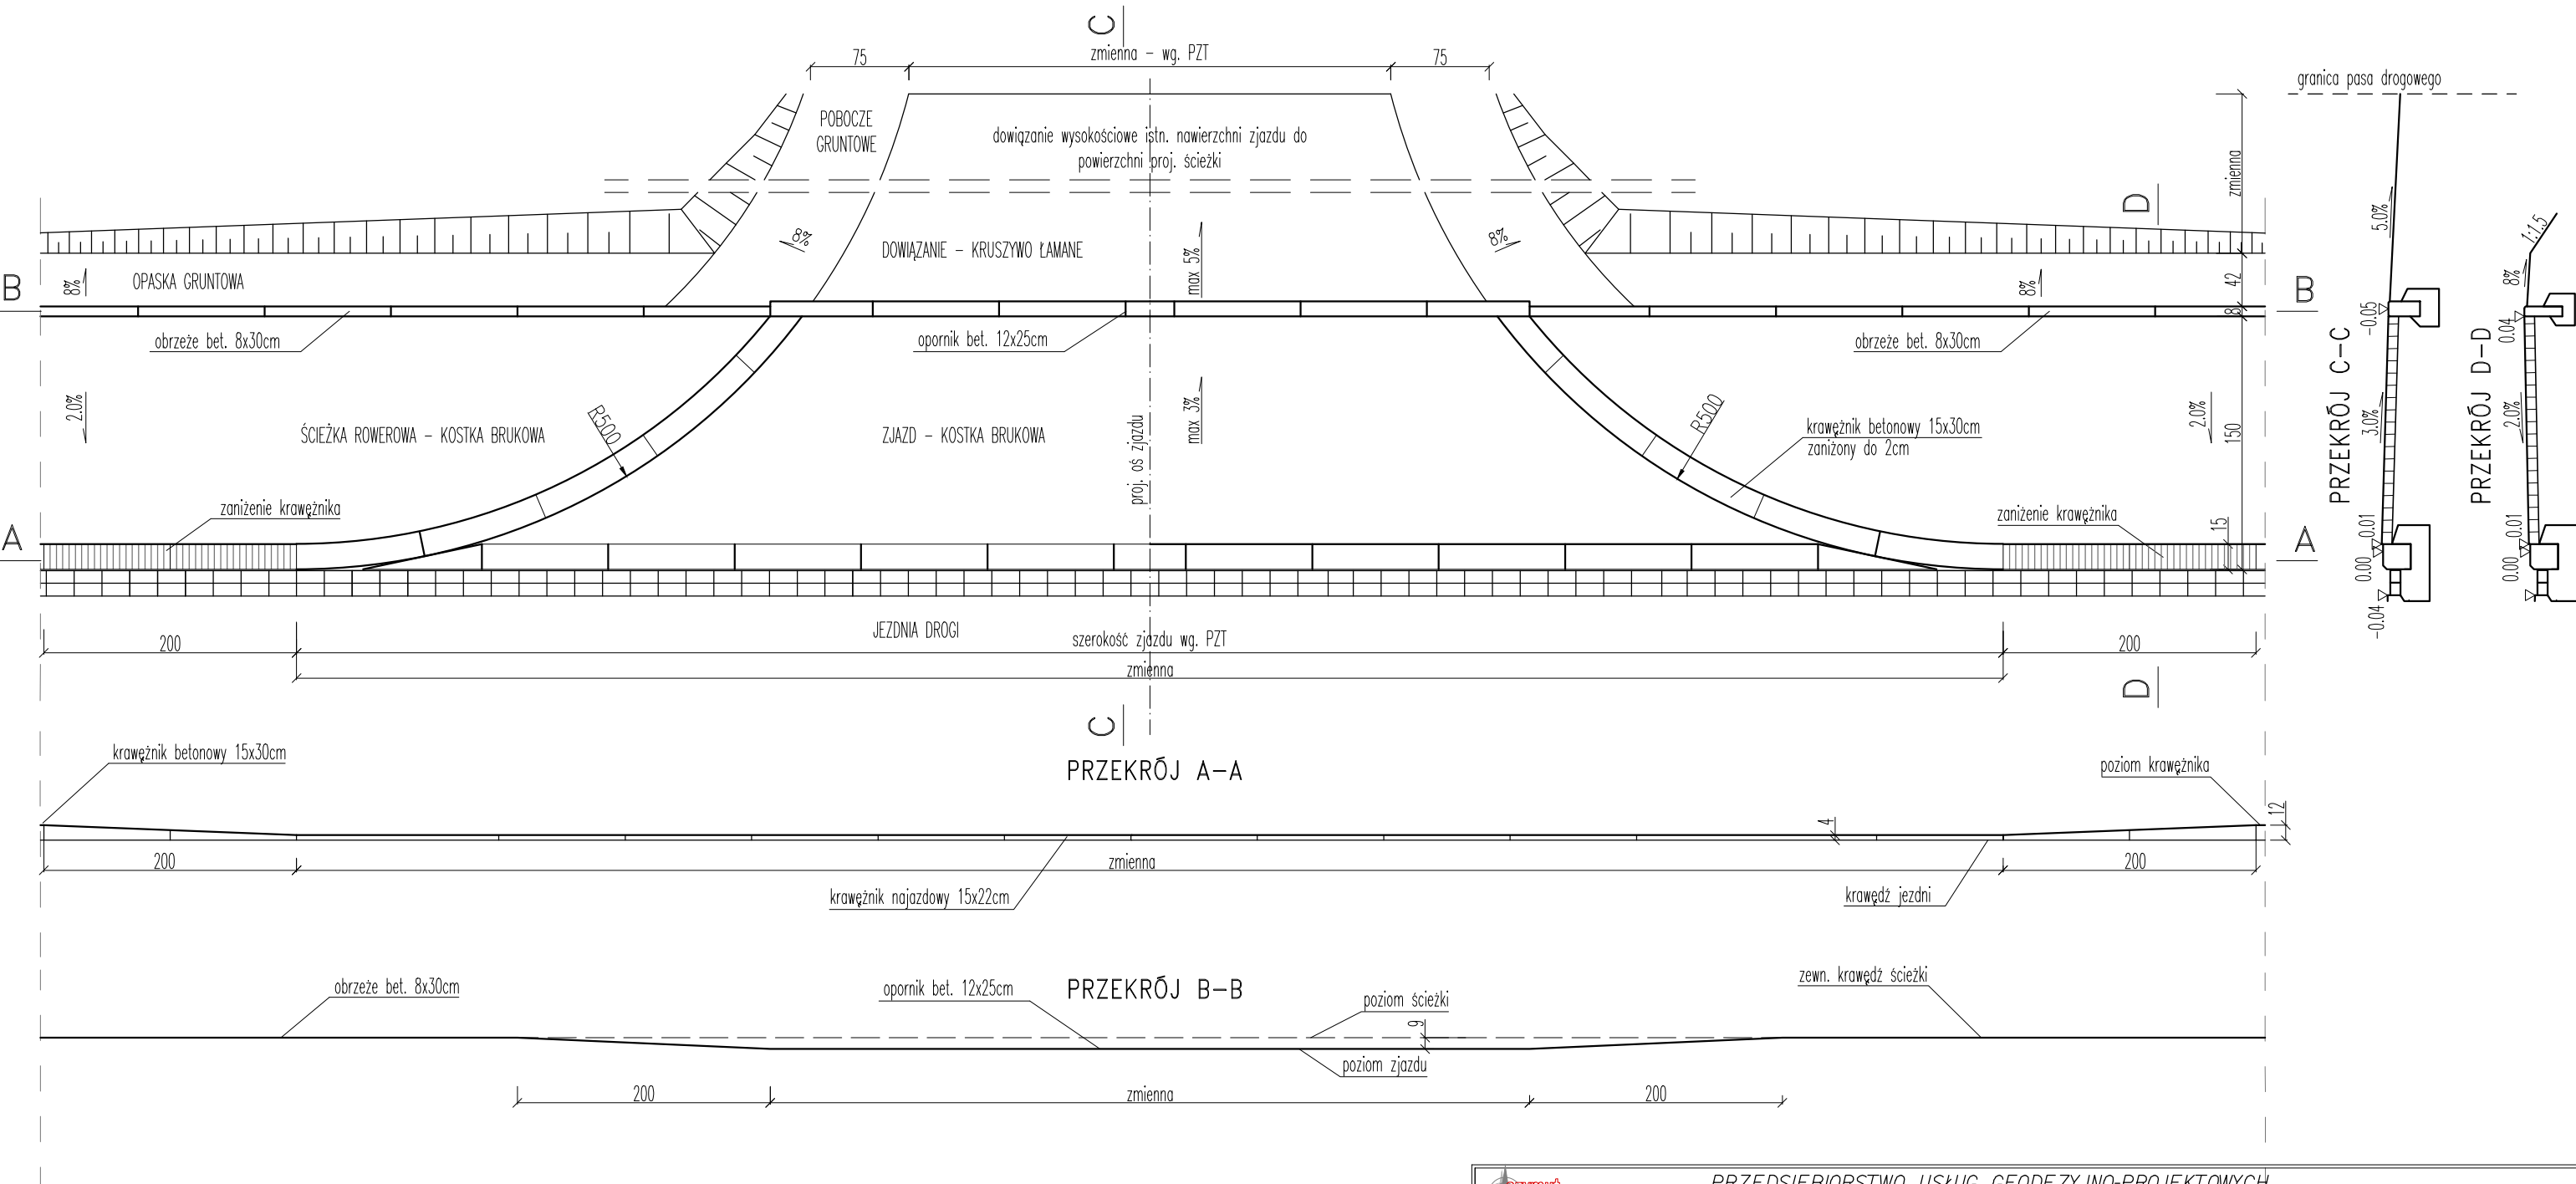 C
75
zmienna - wg. PZT
75
granica pasa drogowego
POBOCZE
GRUNTOWE
dowiązanie wysokościowe istn. nawierzchni zjazdu do
powierzchni proj. ścieżki
zmienna
D
5.0%
1:1.5
8%
DOWIĄZANIE - KRUSZYWO ŁAMANE
max 5%
8%
B
8%
OPASKA GRUNTOWA
8%
42
B
8%
8
-0.05
0.04
obrzeże bet. 8x30cm
opornik bet. 12x25cm
obrzeże bet. 8x30cm
PRZEKRÓJ C-C
PRZEKRÓJ D-D
2.0%
ŚCIEŻKA ROWEROWA - KOSTKA BRUKOWA
R500
ZJAZD - KOSTKA BRUKOWA
proj. oś zjazdu
max 3%
R500
krawężnik betonowy 15x30cm
zaniżony do 2cm
2.0%
150
3.0%
2.0%
zaniżenie krawężnika
zaniżenie krawężnika
15
A
A
0.01
0.00
-0.04
0.01
0.00
JEZDNIA DROGI
200
szerokość zjazdu wg. PZT
200
zmienna
D
C
krawężnik betonowy 15x30cm
PRZEKRÓJ A-A
poziom krawężnika
12
4
200
zmienna
200
krawężnik najazdowy 15x22cm
krawędź jezdni
obrzeże bet. 8x30cm
opornik bet. 12x25cm
PRZEKRÓJ B-B
poziom ścieżki
zewn. krawędź ścieżki
9
poziom zjazdu
200
zmienna
200
PRZEDSIĘBIORSTWO USŁUG GEODEZYJNO-PROJEKTOWYCH